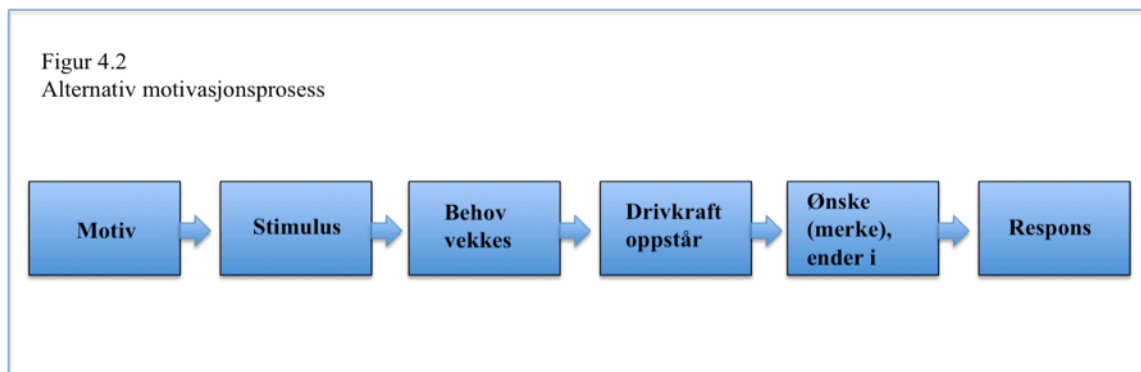 Figur 4.2
Alternativ motivasjonsprosess
Motiv
Stimulus
Behov
vekkes
Drivkraft
oppstår
Ønske
(merke),
ender i
Respons